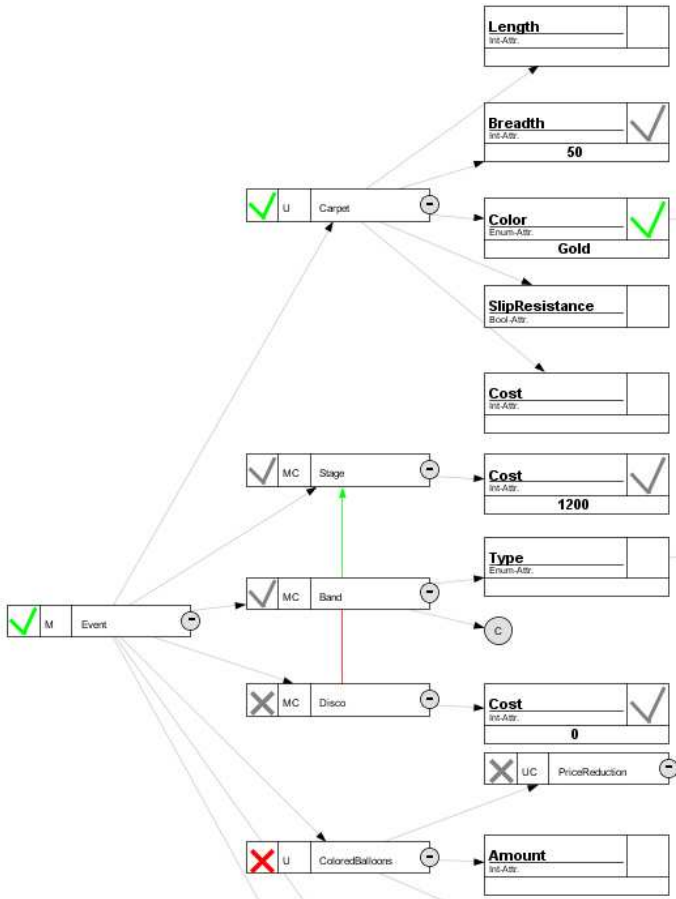 Length
Int-Attr.
Breadth
Int-Attr.
50
U Carpet -
Color
Enum-Attr.
Gold
SlipResistance
Bool-Attr.
Cost
Int-Attr.
MC Stage -
Cost
Int-Attr.
1200
Type
Enum-Attr.
MC Band -
M Event -
C
MC Disco -
Cost
Int-Attr.
0
UC PriceReduction -
U ColoredBalloons -
Amount
Int-Attr.